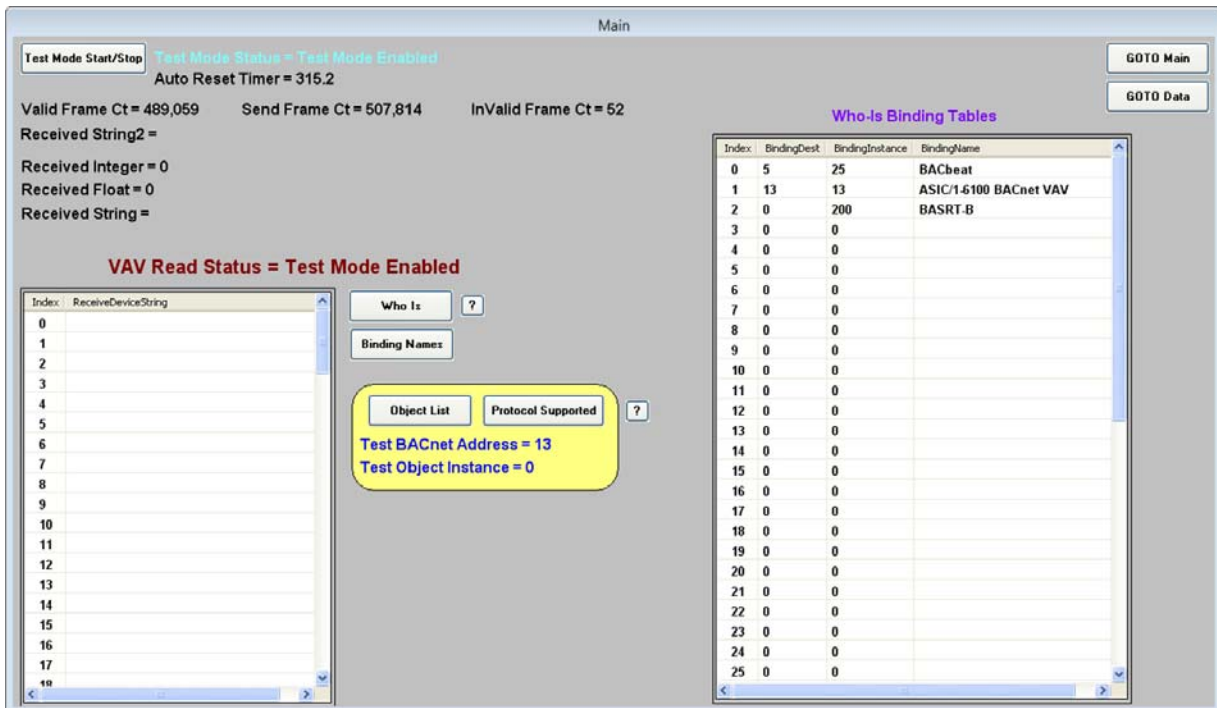 Main
Test Mode Start/Stop
Test Mode Status = Test Mode Enabled
Auto Reset Timer = 315.2
GOTO Main
GOTO Data
Valid Frame Ct = 489,059 Send Frame Ct = 507,814 InValid Frame Ct = 52
Received String2 =
Received Integer = 0
Received Float = 0
Received String =
VAV Read Status = Test Mode Enabled
Index ReceiveDeviceString
0
1
2
3
4
5
6
7
8
9
10
11
12
13
14
15
16
17
18
Who Is ?
Binding Names
Object List Protocol Supported ?
Test BACnet Address = 13
Test Object Instance = 0
Who-Is Binding Tables
Index BindingDest BindingInstance BindingName
0 5 25 BACbeat
1 13 13 ASIC/1-6100 BACnet VAV
2 0 200 BASRT-B
3 0 0
4 0 0
5 0 0
6 0 0
7 0 0
8 0 0
9 0 0
10 0 0
11 0 0
12 0 0
13 0 0
14 0 0
15 0 0
16 0 0
17 0 0
18 0 0
19 0 0
20 0 0
21 0 0
22 0 0
23 0 0
24 0 0
25 0 0